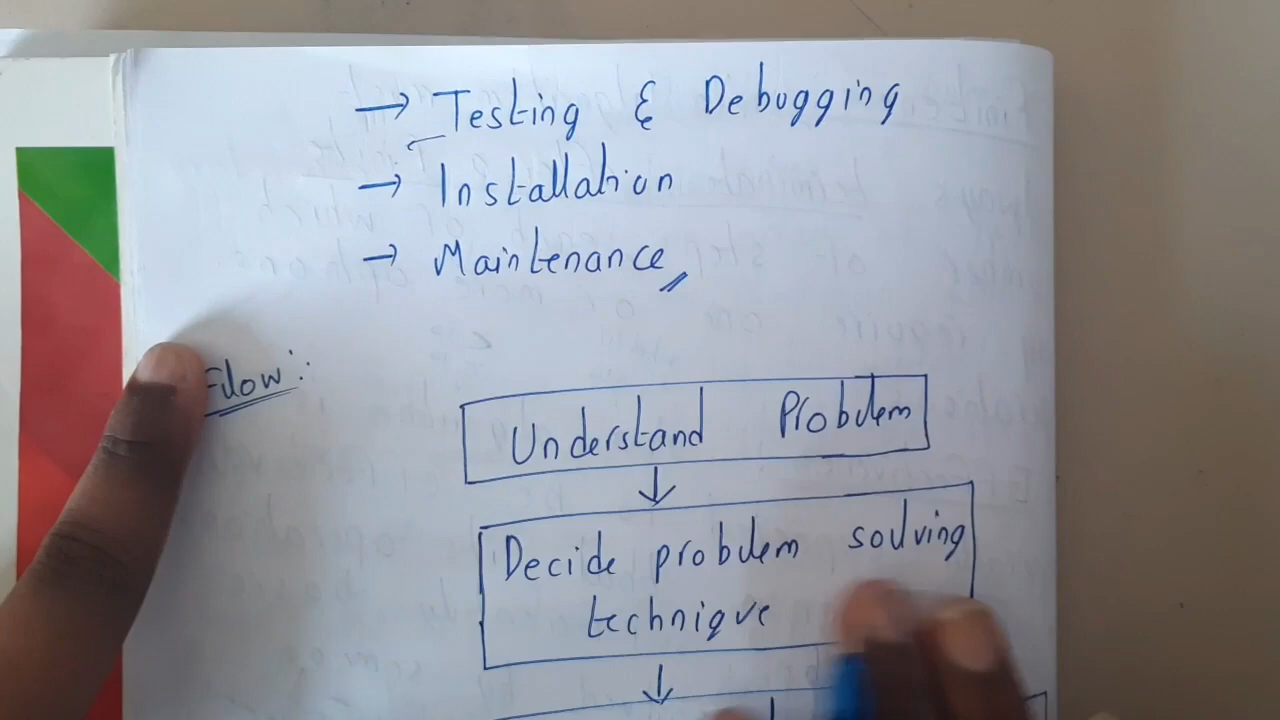 → Testing & Debugging
→ Installation
→ Maintenance
Flow:
Understand Problem
Decide problem solving
technique